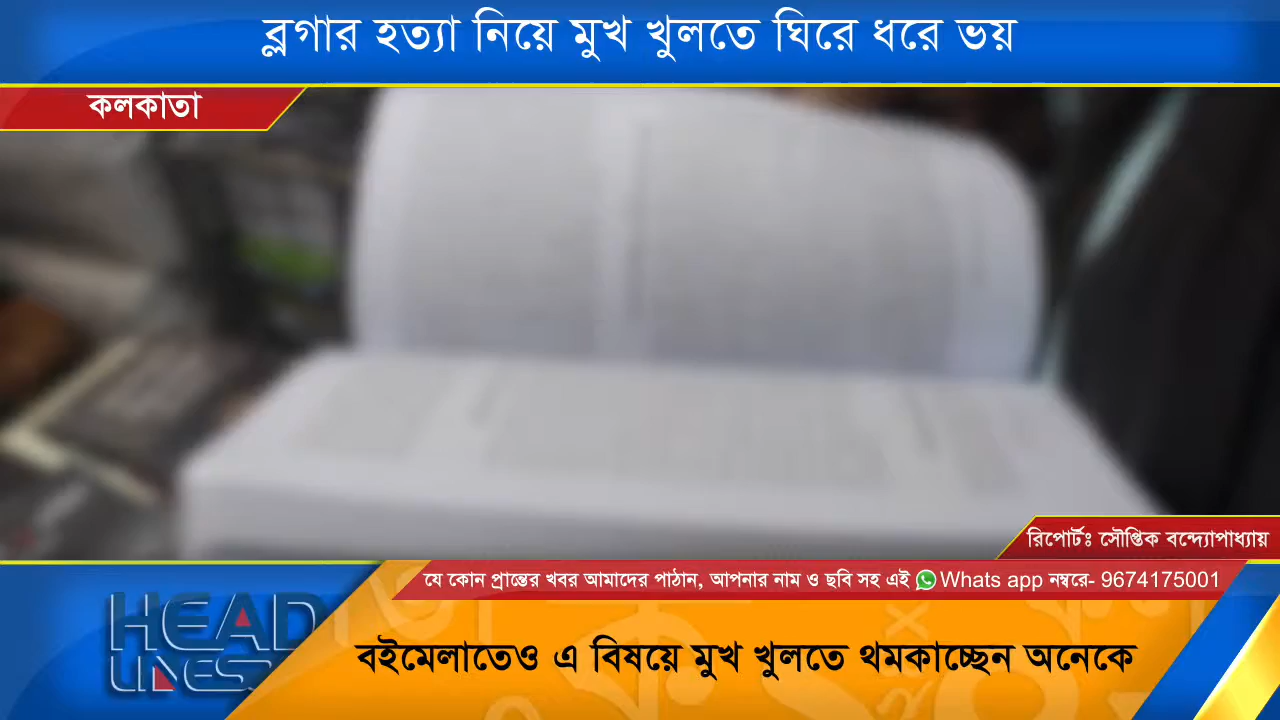 ব্লগার হত্যা নিয়ে মুখ খুলতে ঘিরে ধরে ভয়
কলকাতা
রিপোর্টঃ সৌপ্তিক বন্দ্যোপাধ্যায়
যে কোন প্রান্তের খবর আমাদের পাঠান, আপনার নাম ও ছবি সহ এই Whats app নম্বরে- 9674175001
HEAD
LINES
বইমেলাতেও এ বিষয়ে মুখ খুলতে থমকাচ্ছেন অনেকে